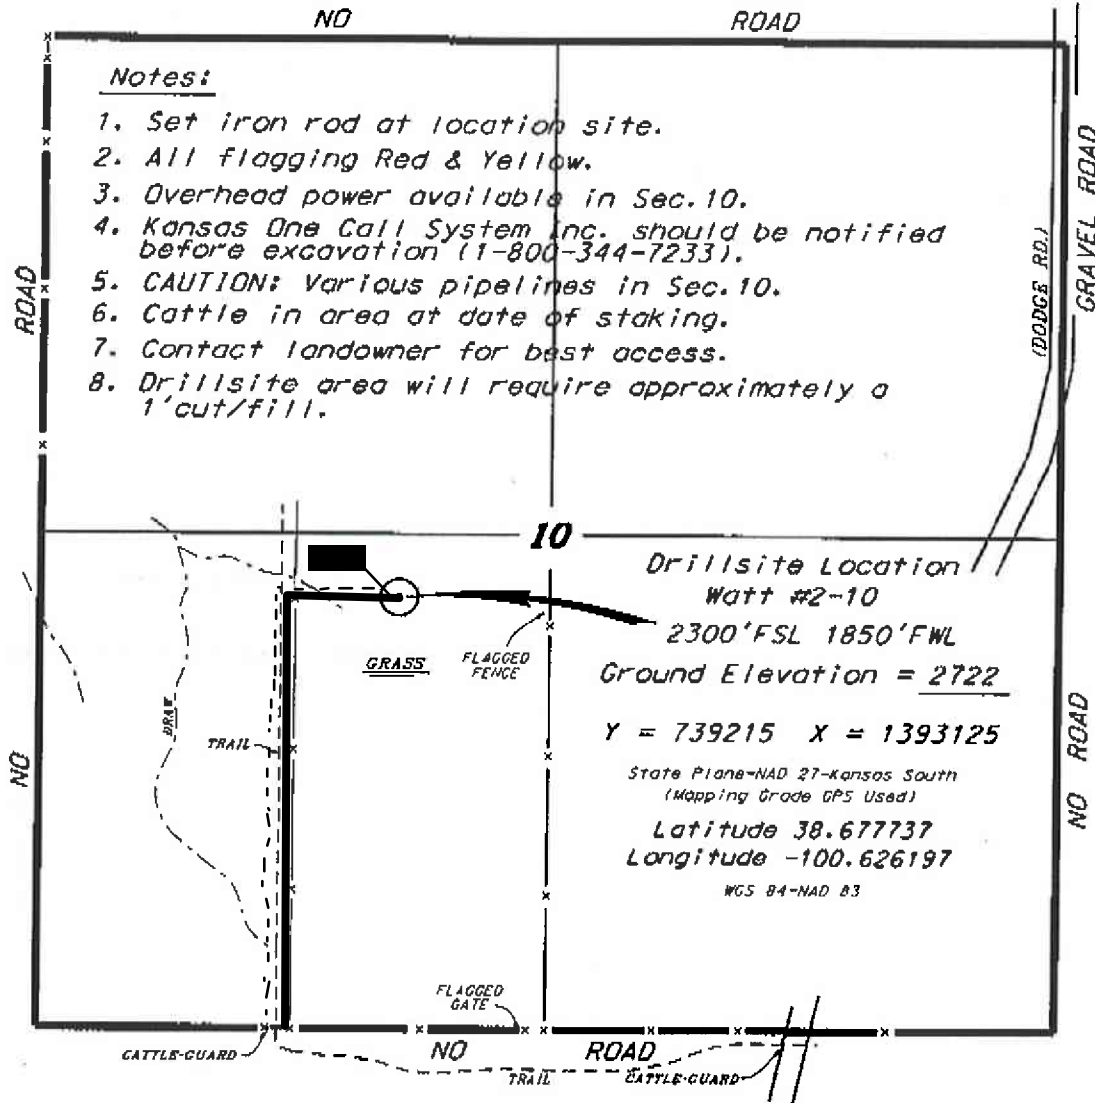 NO ROAD
Notes:
1. Set iron rod at location site.
2. All flagging Red & Yellow.
3. Overhead power available in Sec.10.
4. Kansas One Call System Inc. should be notified
before excavation (1-800-344-7233).
5. CAUTION: Various pipelines in Sec.10.
6. Cattle in area at date of staking.
7. Contact landowner for best access.
8. Drillsite area will require approximately a
1'cut/fill.
NO ROAD
(DODGE RD.)
GRAVEL ROAD
10
Drillsite Location
Watt #2-10
2300'FSL 1850'FWL
Ground Elevation = 2722
Y = 739215 X = 1393125
State Plane-NAD 27-Kansas South
(Mapping Grade GPS Used)
Latitude 38.677737
Longitude -100.626197
WGS 84-NAD 83
GRASS
FLAGGED
FENCE
DRAW
TRAIL
NO ROAD
FLAGGED
GATE
CATTLE-GUARD
NO ROAD
TRAIL
CATTLE-GUARD